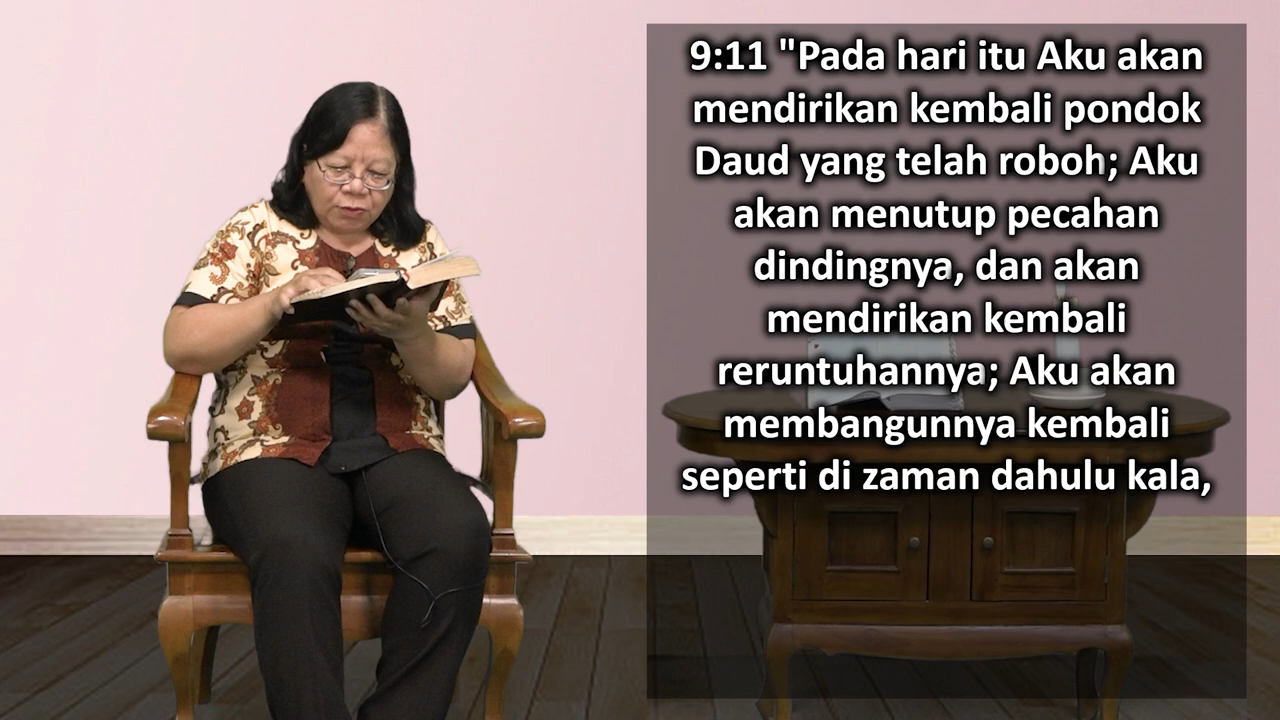 9:11 "Pada hari itu Aku akan
mendirikan kembali pondok
Daud yang telah roboh; Aku
akan menutup pecahan
dindingnya, dan akan
mendirikan kembali
reruntuhannya; Aku akan
membangunnya kembali
seperti di zaman dahulu kala,